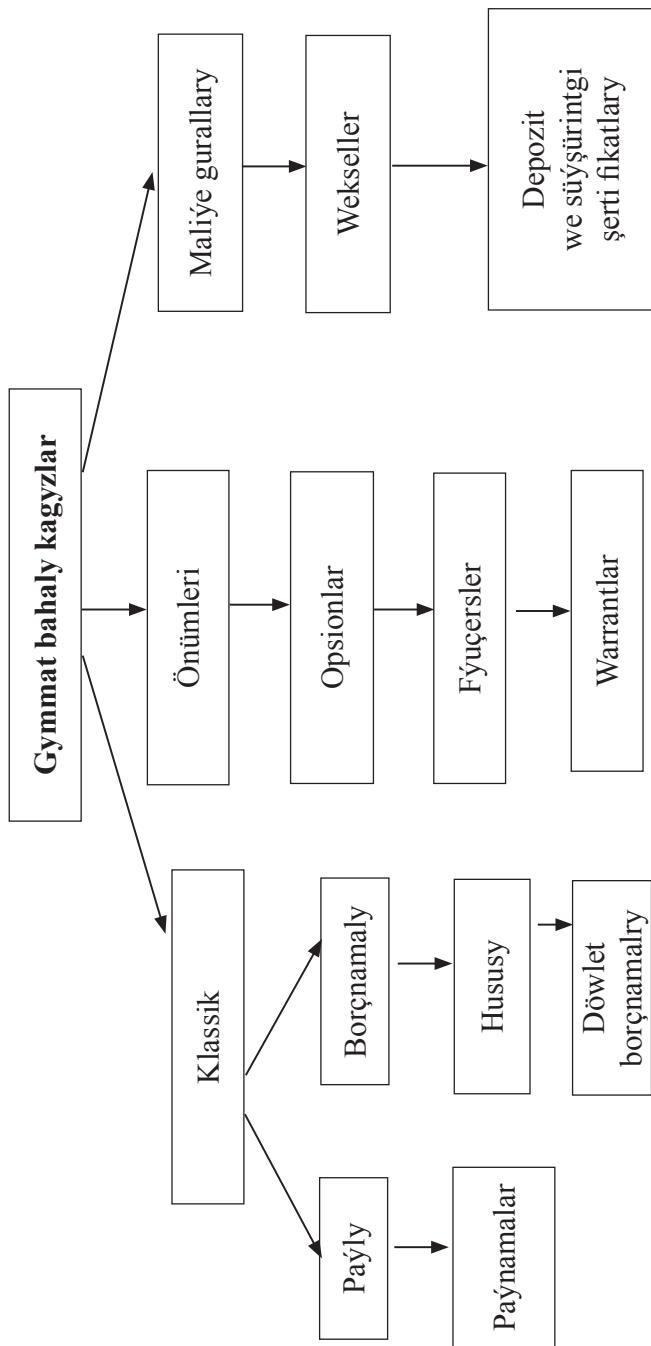 Gymmat bahaly kagyzlar
Klassik
Önümleri
Maliýe gurallary
Paýly
Borçnamaly
Opsionlar
Wekseller
Paýnamalar
Hususy
Fýuçersler
Depozit
we süýşürintgi
şerti fikatlary
Döwlet
borçnamalry
Warrantlar